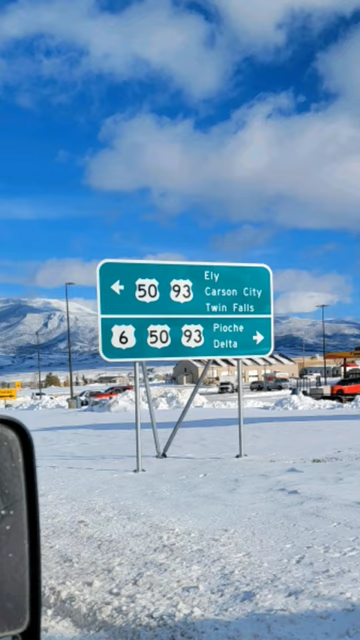 50 93 Ely
Carson City
Twin Falls
6 50 93 Pioche
Delta